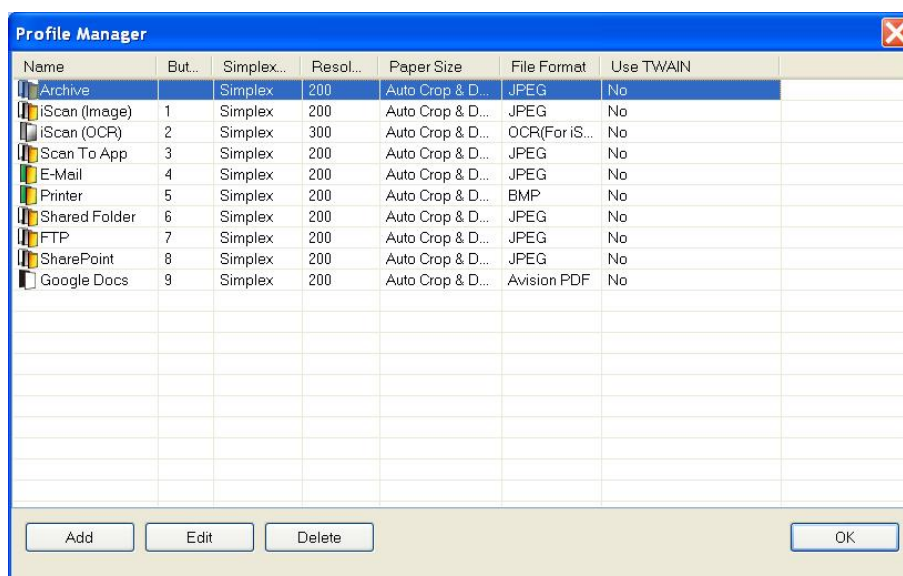 Profile Manager
Name But... Simplex... Resol... Paper Size File Format Use TWAIN
Archive Simplex 200 Auto Crop & D... JPEG No
iScan (Image) 1 Simplex 200 Auto Crop & D... JPEG No
iScan (OCR) 2 Simplex 300 Auto Crop & D... OCR(For iS... No
Scan To App 3 Simplex 200 Auto Crop & D... JPEG No
E-Mail 4 Simplex 200 Auto Crop & D... JPEG No
Printer 5 Simplex 200 Auto Crop & D... BMP No
Shared Folder 6 Simplex 200 Auto Crop & D... JPEG No
FTP 7 Simplex 200 Auto Crop & D... JPEG No
SharePoint 8 Simplex 200 Auto Crop & D... JPEG No
Google Docs 9 Simplex 200 Auto Crop & D... Avision PDF No
Add Edit Delete OK